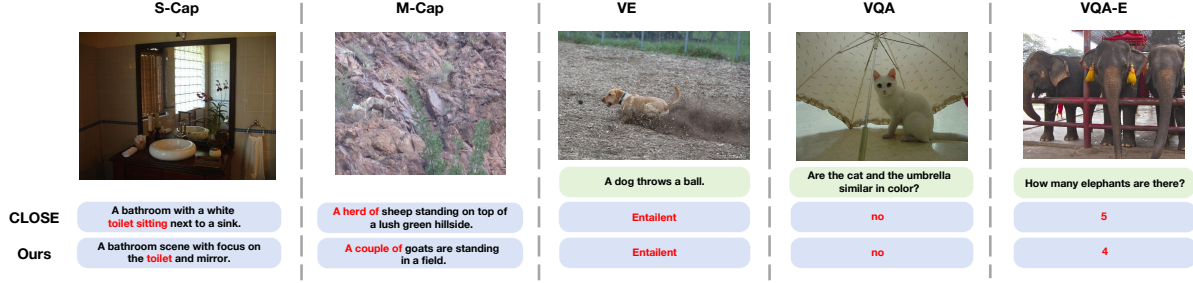 S-Cap
M-Cap
VE
VQA
VQA-E
A dog throws a ball.
Are the cat and the umbrella
similar in color?
How many elephants are there?
CLOSE
A bathroom with a white
toilet sitting next to a sink.
A herd of sheep standing on top of
a lush green hillside.
Entailent
no
5
Ours
A bathroom scene with focus on
the toilet and mirror.
A couple of goats are standing
in a field.
Entailent
no
4